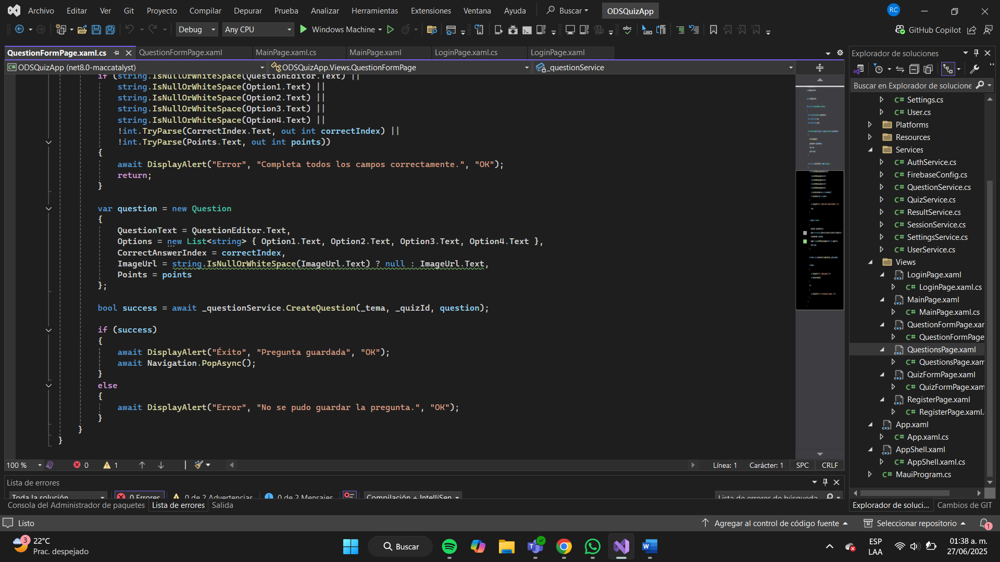 Archivo Editar Ver Git Proyecto Compilar Depurar Prueba Analizar Herramientas Extensiones Ventana Ayuda Buscar ODSQuizApp RC
Debug Any CPU Windows Machine GitHub Copilot
QuestionFormPage.xaml.cs QuestionFormPage.xaml MainPage.xaml.cs MainPage.xaml LoginPage.xaml.cs LoginPage.xaml
ODSQuizApp (net8.0-maccatalyst) ODSQuizApp.Views.QuestionFormPage _questionService
if (string.IsNullOrWhiteSpace(QuestionEditor.Text) ||
string.IsNullOrWhiteSpace(Option1.Text) ||
string.IsNullOrWhiteSpace(Option2.Text) ||
string.IsNullOrWhiteSpace(Option3.Text) ||
string.IsNullOrWhiteSpace(Option4.Text) ||
!int.TryParse(CorrectIndex.Text, out int correctIndex) ||
!int.TryParse(Points.Text, out int points))
{
await DisplayAlert("Error", "Completa todos los campos correctamente.", "OK");
return;
}
var question = new Question
{
QuestionText = QuestionEditor.Text,
Options = new List<string> { Option1.Text, Option2.Text, Option3.Text, Option4.Text },
CorrectAnswerIndex = correctIndex,
ImageUrl = string.IsNullOrWhiteSpace(ImageUrl.Text) ? null : ImageUrl.Text,
Points = points
};
bool success = await _questionService.CreateQuestion(_tema, _quizId, question);
if (success)
{
await DisplayAlert("Éxito", "Pregunta guardada", "OK");
await Navigation.PopAsync();
}
else
{
await DisplayAlert("Error", "No se pudo guardar la pregunta.", "OK");
}
}
}
100 % 0 1 Línea: 1 Carácter: 1 SPC CRLF
Lista de errores
Toda la solución 0 Errores 0 de 2 Advertencias 0 de 2 Mensajes Compilación + IntelliSen Lista de errores de búsqueda
Consola del Administrador de paquetes Lista de errores Salida
Explorador de soluciones
Buscar en Explorador de solucione
C# Settings.cs
C# User.cs
Platforms
Resources
Services
C# AuthService.cs
C# FirebaseConfig.cs
C# QuestionService.cs
C# QuizService.cs
C# ResultService.cs
C# SessionService.cs
C# SettingsService.cs
C# UserService.cs
Views
LoginPage.xaml
C# LoginPage.xaml.cs
MainPage.xaml
C# MainPage.xaml.cs
QuestionFormPage.xar
C# QuestionFormPage
QuestionsPage.xaml
C# QuestionsPage.xam
QuizFormPage.xaml
C# QuizFormPage.xam
RegisterPage.xaml
C# RegisterPage.xaml.
App.xaml
C# App.xaml.cs
AppShell.xaml
C# AppShell.xaml.cs
C# MauiProgram.cs
Explorador de soluci... Cambios de GIT
Listo Agregar al control de código fuente Seleccionar repositorio 1
3 22°C
Prac. despejado
Buscar
ESP
LAA
01:38 a. m.
27/06/2025